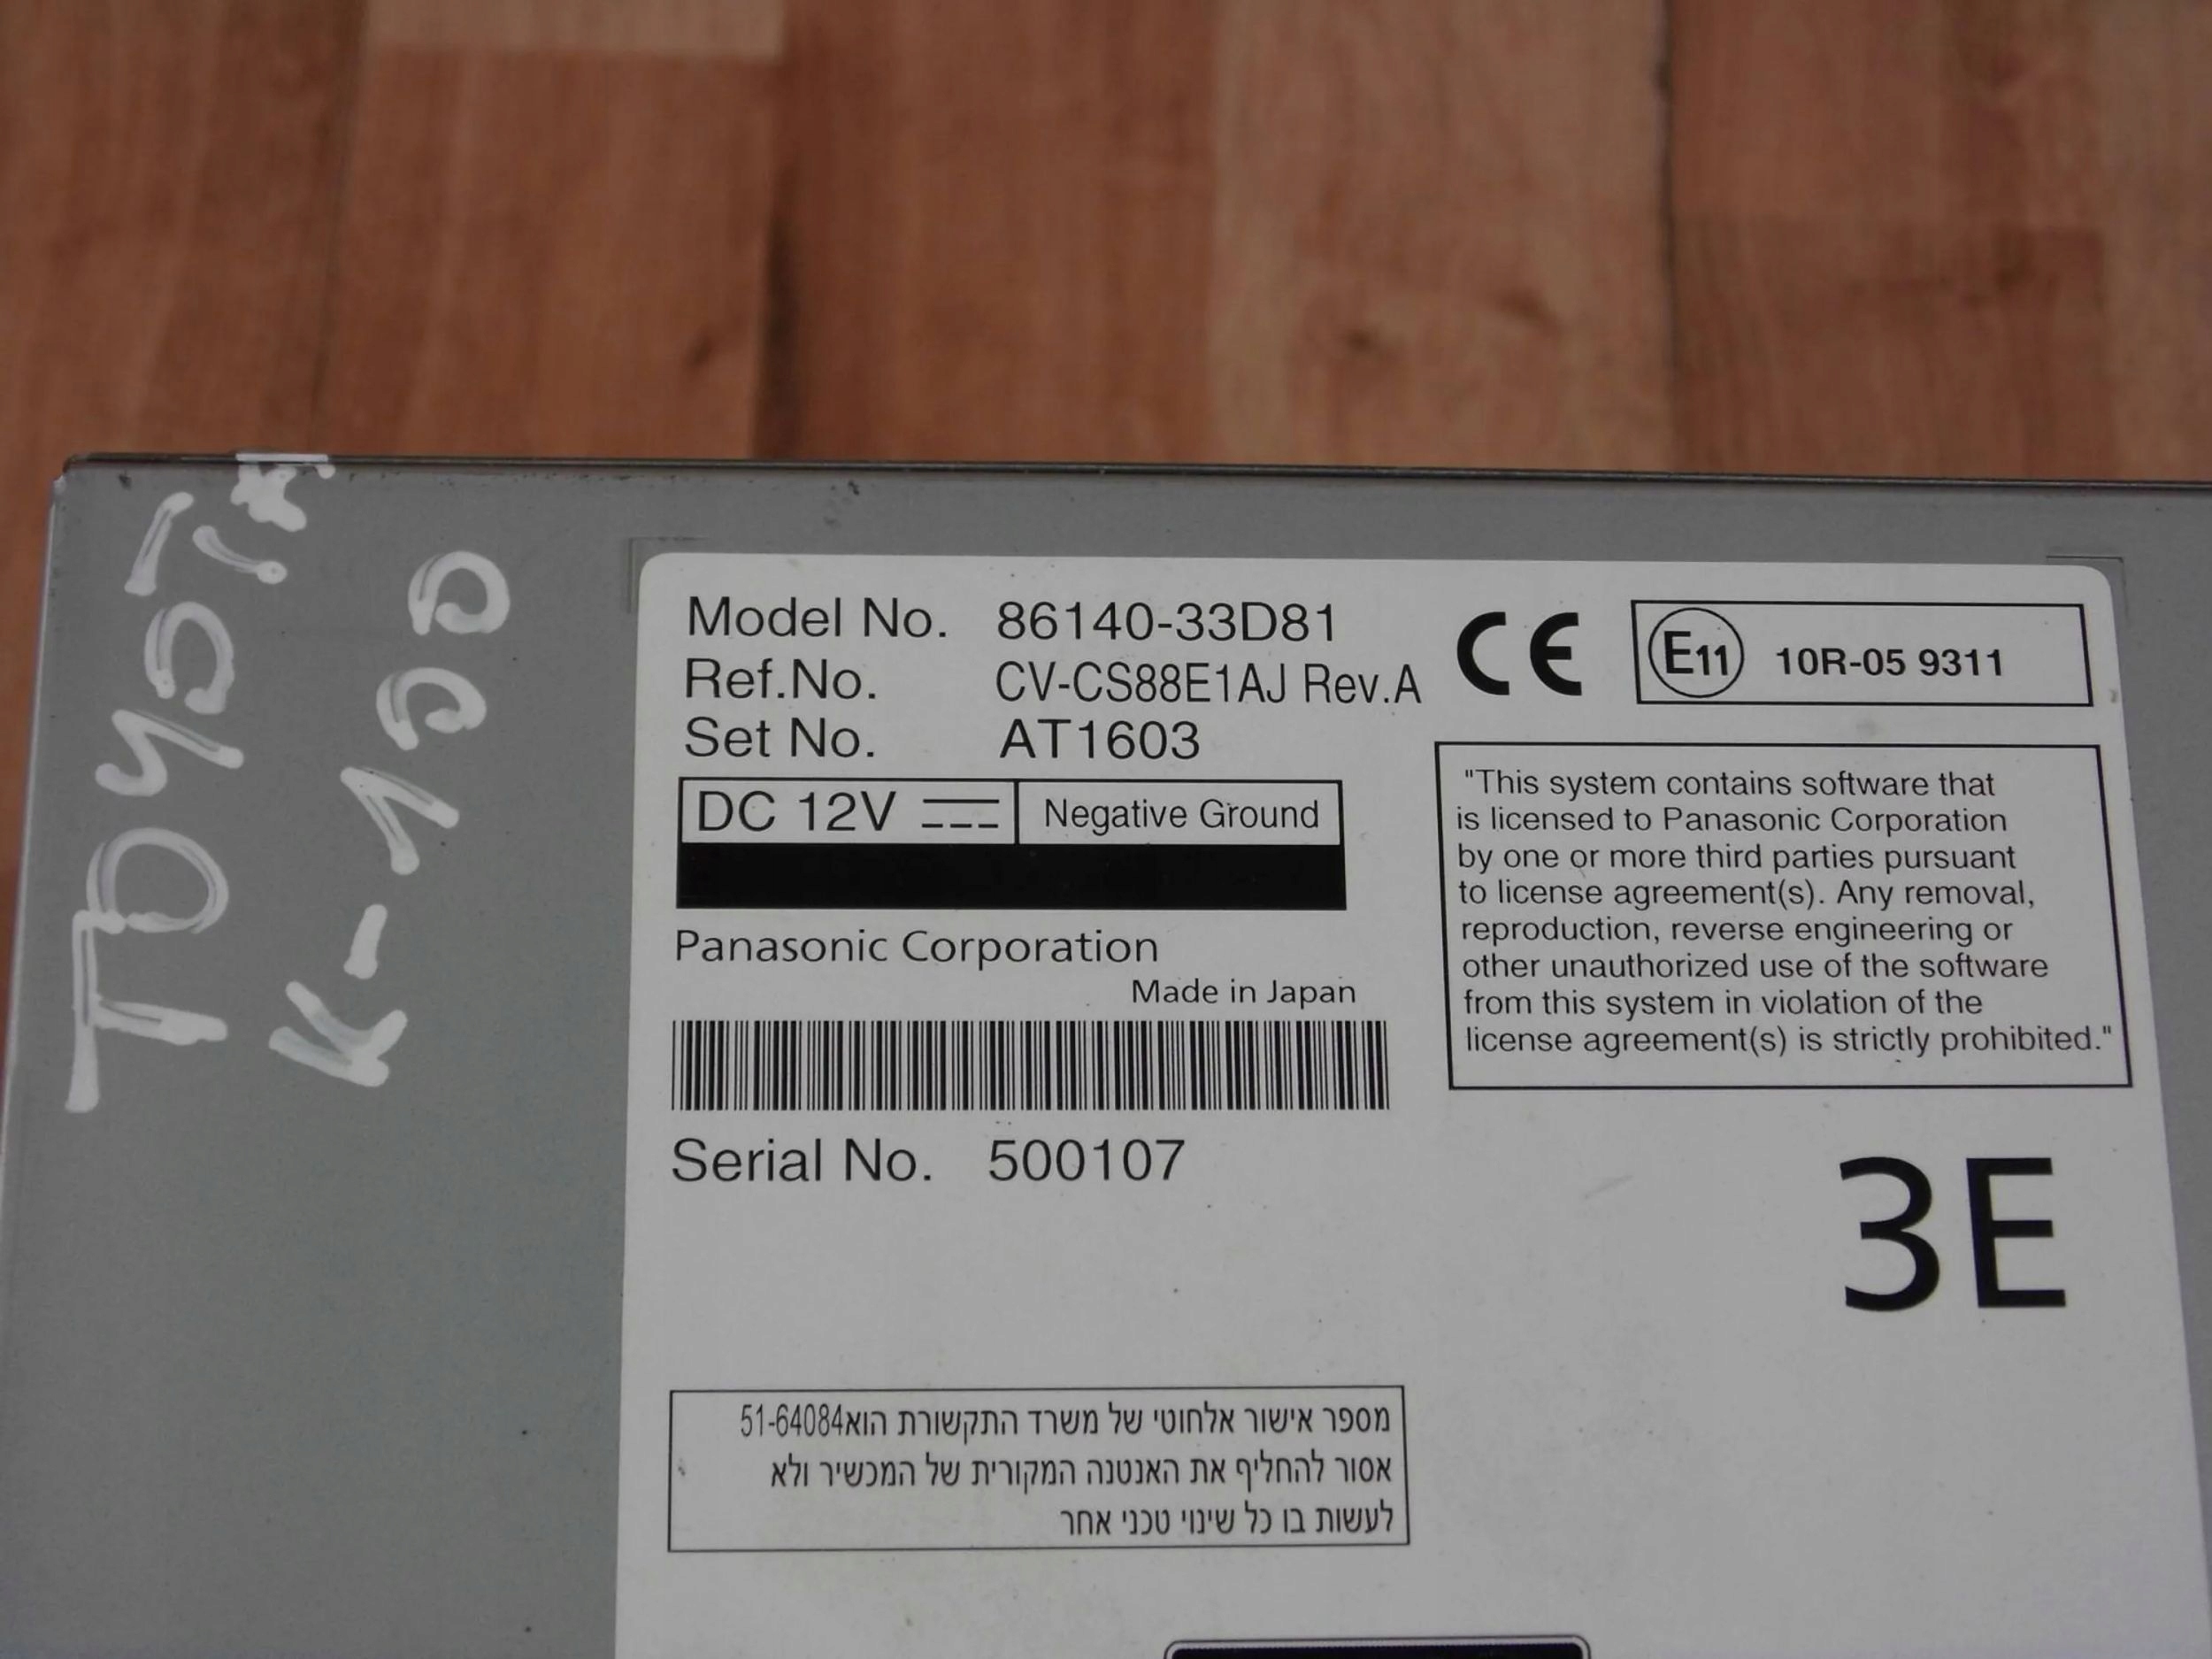 TOYOTA
K-100
Model No. 86140-33D81
Ref.No. CV-CS88E1AJ Rev.A
Set No. AT1603
CE
E11 10R-05 9311
DC 12V Negative Ground
Panasonic Corporation
Made in Japan
Serial No. 500107
"This system contains software that
is licensed to Panasonic Corporation
by one or more third parties pursuant
to license agreement(s). Any removal,
reproduction, reverse engineering or
other unauthorized use of the software
from this system in violation of the
license agreement(s) is strictly prohibited."
3E
מספר אישור אלחוטי של משרד התקשורת הוא51-64084
אסור להחליף את האנטנה המקורית של המכשיר ולא
לעשות בו כל שינוי טכני אחר